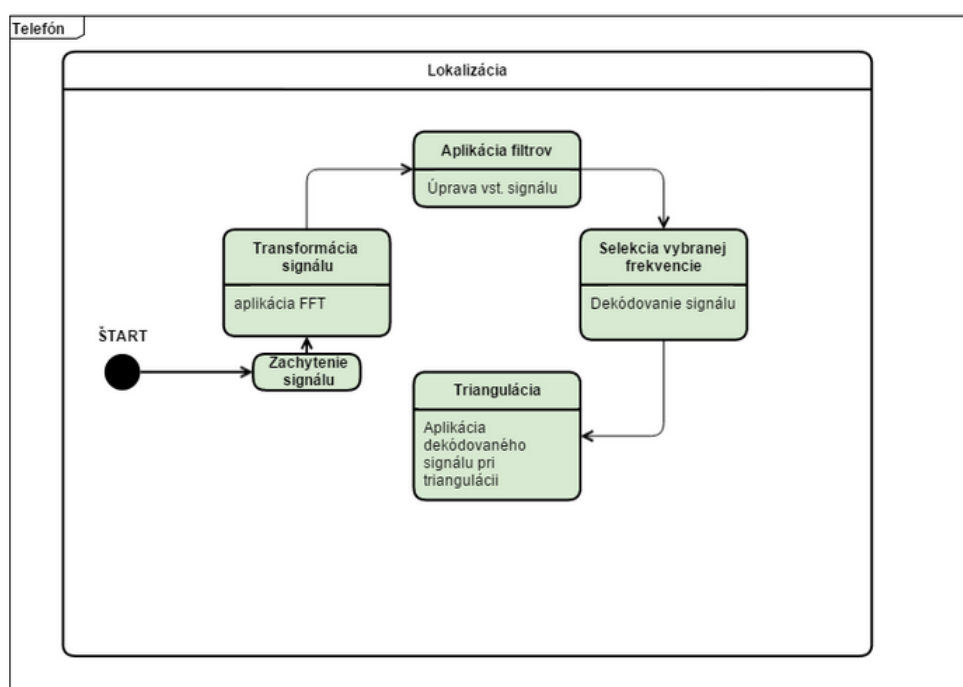 Telefón
Lokalizácia
Aplikácia filtrov
Úprava vst. signálu
Transformácia
signálu
aplikácia FFT
Selekcia vybranej
frekvencie
Dekódovanie signálu
ŠTART
Zachytenie
signálu
Triangulácia
Aplikácia
dekódovaného
signálu pri
triangulácii